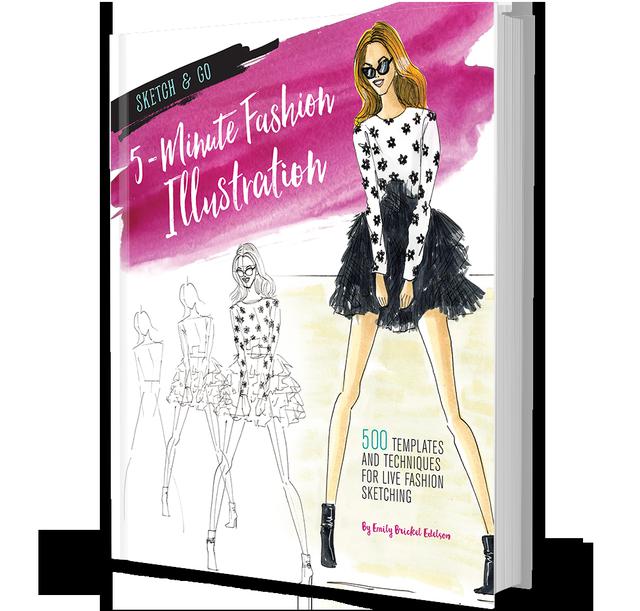 SKETCH & GO
5-Minute Fashion
Illustration
500 TEMPLATES
AND TECHNIQUES
FOR LIVE FASHION
SKETCHING
By Emily Brickel Edelson